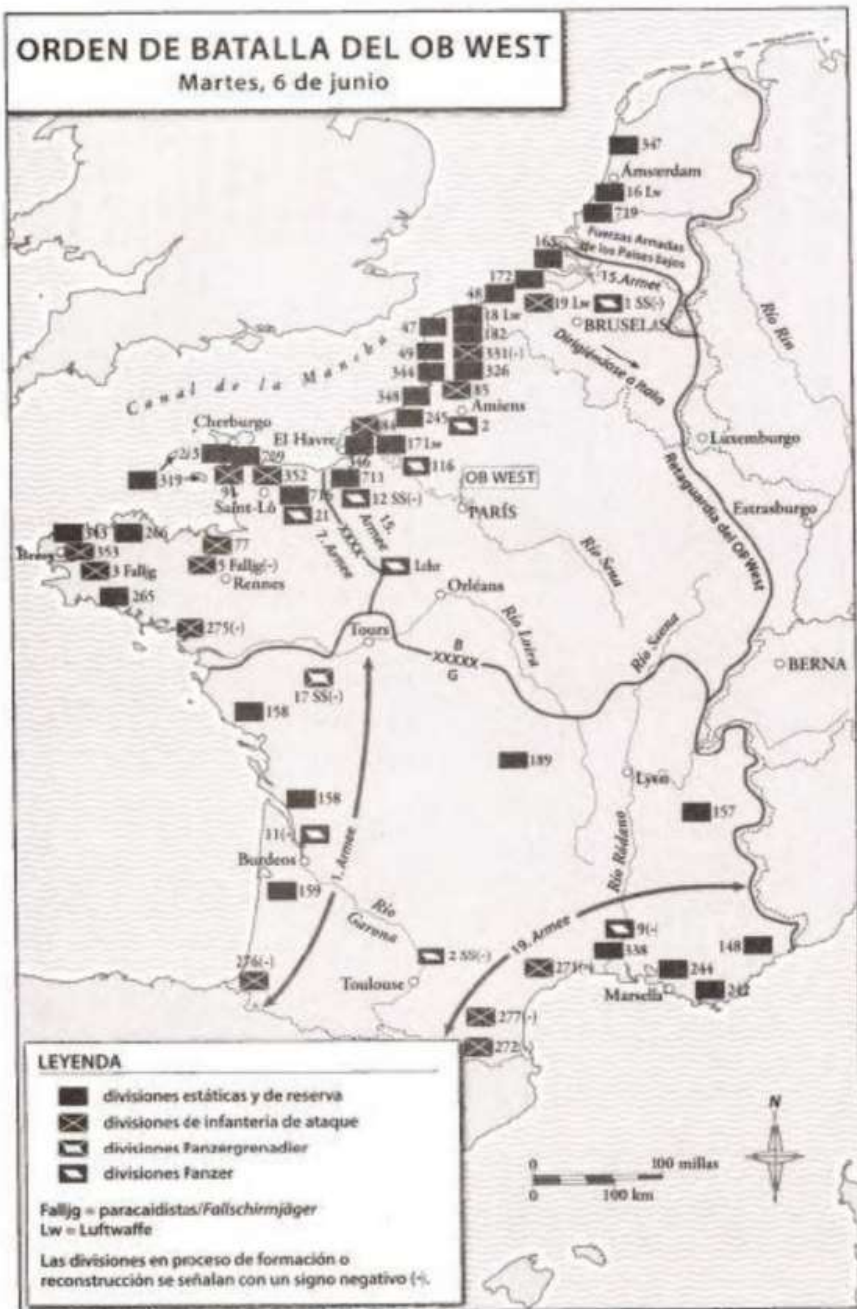 ORDEN DE BATALLA DEL OB WEST
Martes, 6 de junio
347
Ámsterdam
16 Lw
719
Fuerzas Armadas
de los Países bajos
165
15. Armee
172
48
19 Lw
1 SS(-)
18 Lw
BRUSELAS
47
182
Dirigiéndose a Italia
Río Rin
49
331(-)
344
326
Canal de la Mancha
85
348
Amiens
Luxemburgo
245
2
Cherburgo
El Havre
17 Lw
709
346
116
319
352
711
OB WEST
91
Saint-Lô
12 SS(-)
PARÍS
Estrasburgo
21
15. Armee
XXXX
7. Armee
Retaguardia del OB West
343
266
77
Brest
353
5 Falljg(-)
3 Falljg
Rennes
Lehr
Río Sena
265
Orléans
275(-)
Río Loira
Tours
B
XXXXX
G
Río Saona
BERNA
17 SS(-)
158
189
Lyon
158
157
11(-)
1. Armee
Burdeos
Río Ródano
159
Río
Garona
19. Armee
9(-)
2 SS(-)
338
148
276(-)
271(-)
244
Toulouse
Marsella
242
277(-)
272(-)
LEYENDA
divisiones estáticas y de reserva
divisiones de infantería de ataque
divisiones Panzergrenadier
divisiones Panzer
Falljg = paracaidistas/Fallschirmjäger
Lw = Luftwaffe
Las divisiones en proceso de formación o
reconstrucción se señalan con un signo negativo (-).
N
0 100 millas
0 100 km